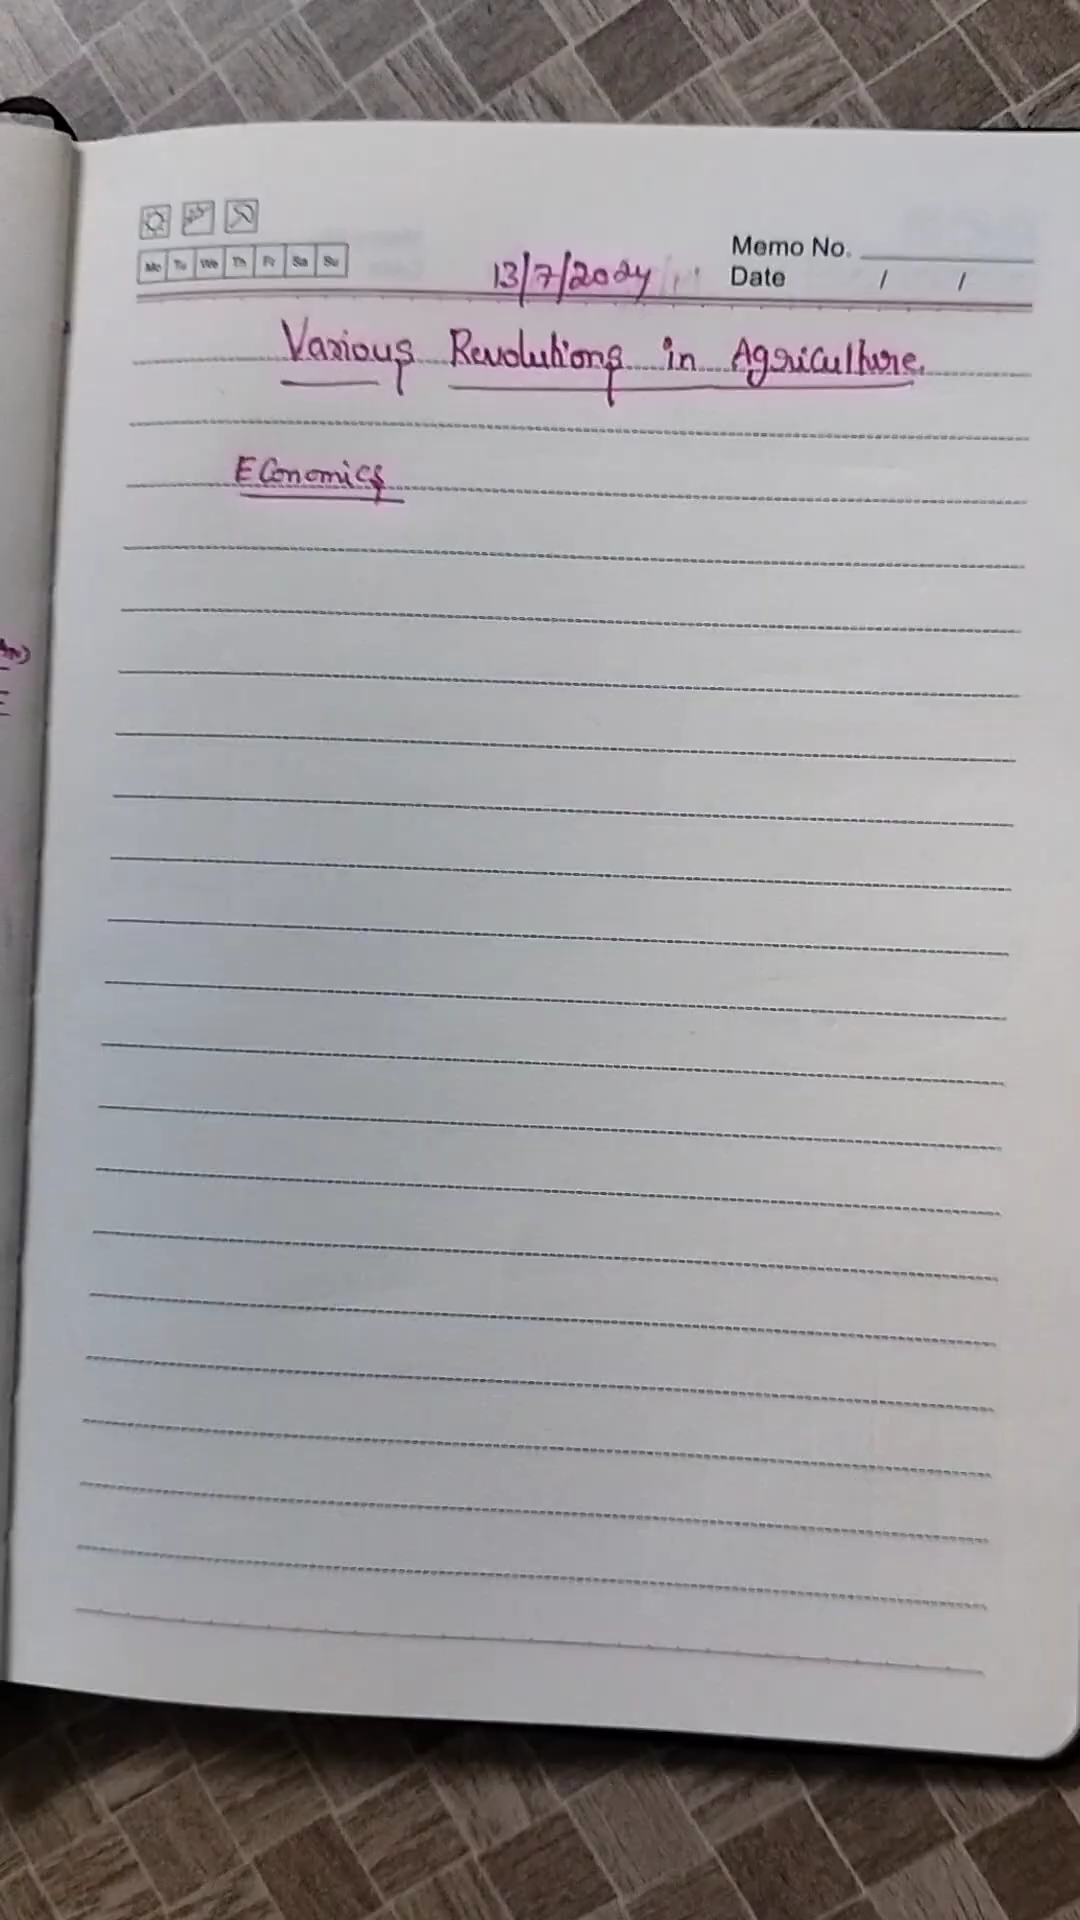 Mo Tu We Th Fr Sa Su
13/7/2024
Memo No.
Date / /
Various Revolutions in Agriculture.
Economics